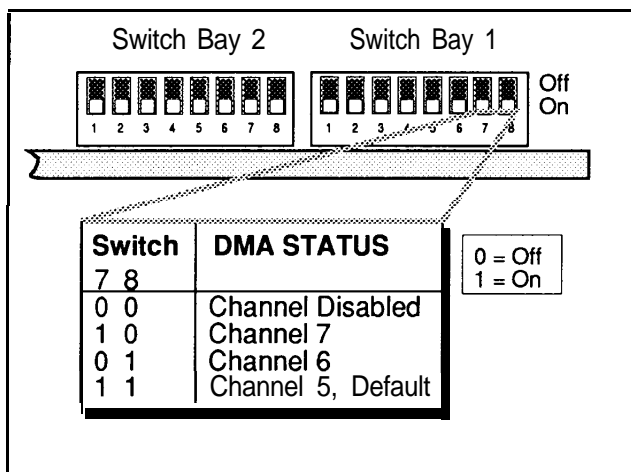 Switch Bay 2 Switch Bay 1
Off
On
1 2 3 4 5 6 7 8 1 2 3 4 5 6 7 8
Switch DMA STATUS
7 8
0 = Off
1 = On
0 0 Channel Disabled
1 0 Channel 7
0 1 Channel 6
1 1 Channel 5, Default